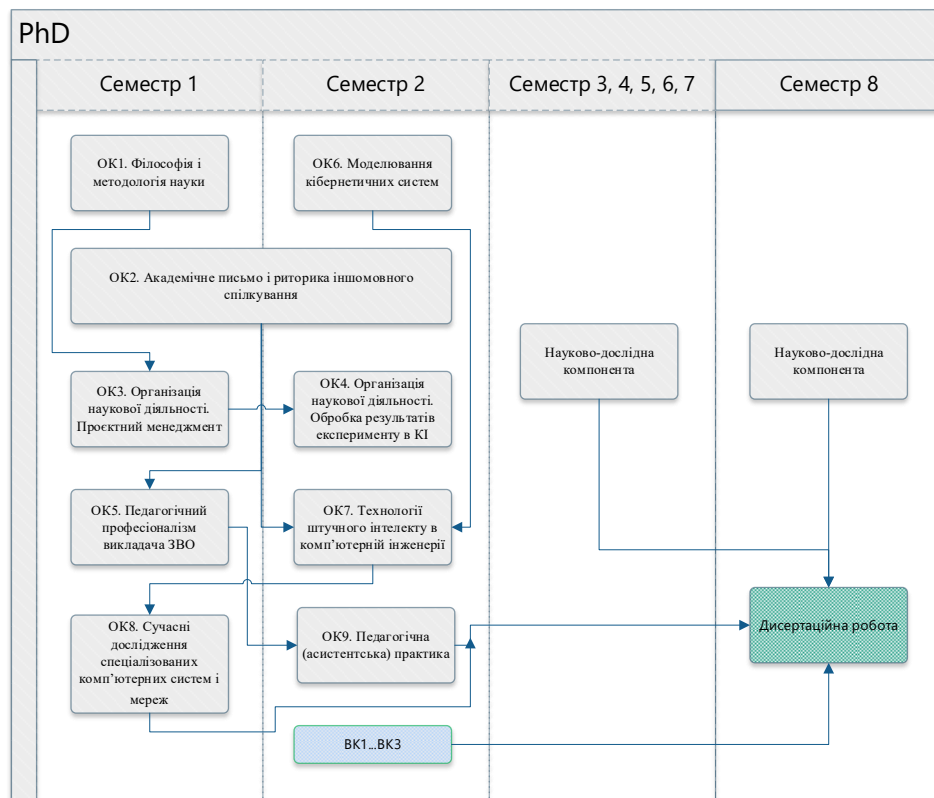 PhD
Семестр 1
Семестр 2
Семестр 3, 4, 5, 6, 7
Семестр 8
ОК1. Філософія і
методологія науки
ОК6. Моделювання
кібернетичних систем
ОК2. Академічне письмо і риторика іншомовного
спілкування
Науково-дослідна
компонента
Науково-дослідна
компонента
ОК3. Організація
наукової діяльності.
Проєктний менеджмент
ОК4. Організація
наукової діяльності.
Обробка результатів
експерименту в КІ
ОК5. Педагогічний
професіоналізм
викладача ЗВО
ОК7. Технології
штучного інтелекту в
комп’ютерній інженерії
ОК8. Сучасні
дослідження
спеціалізованих
комп’ютерних систем і
мереж
ОК9. Педагогічна
(асистентська) практика
Дисертаційна робота
ВК1...ВК3